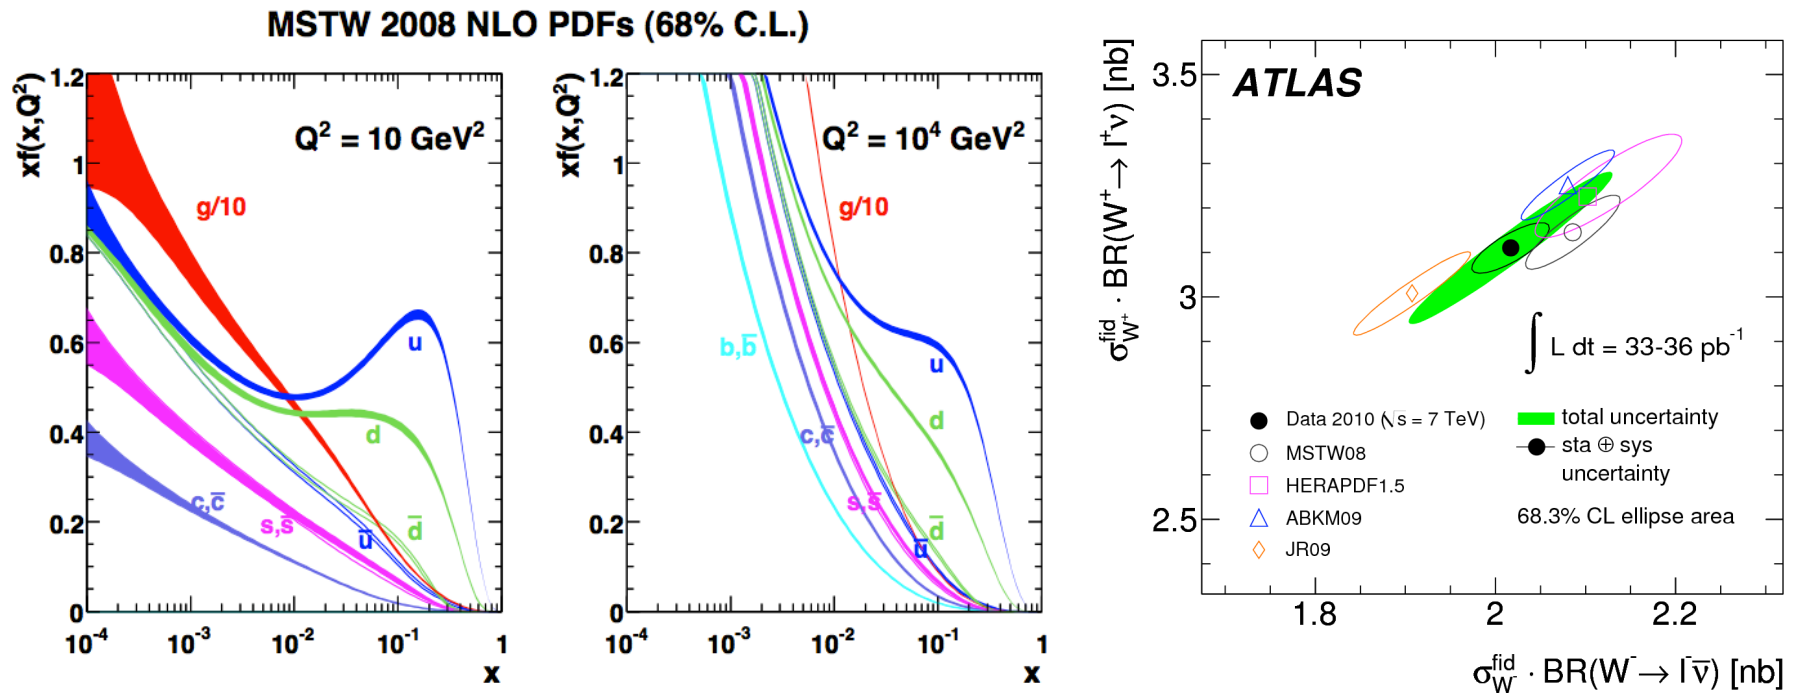 MSTW 2008 NLO PDFs (68% C.L.)
xf(x,Q²)
1.2
1
0.8
0.6
0.4
0.2
0
Q² = 10 GeV²
g/10
u
d
c,c̅
s,s̅
u̅
d̅
10⁻⁴
10⁻³
10⁻²
10⁻¹
1
x
xf(x,Q²)
1.2
1
0.8
0.6
0.4
0.2
0
Q² = 10⁴ GeV²
g/10
b,b̅
u
d
c,c̅
s,s̅
d̅
u̅
10⁻⁴
10⁻³
10⁻²
10⁻¹
1
x
σ^fid_W⁺ · BR(W⁺→ l⁺ν) [nb]
3.5
3
2.5
ATLAS
∫ L dt = 33-36 pb⁻¹
Data 2010 (√s = 7 TeV)
MSTW08
HERAPDF1.5
ABKM09
JR09
total uncertainty
sta ⊕ sys
uncertainty
68.3% CL ellipse area
1.8
2
2.2
σ^fid_W⁻ · BR(W⁻→ l⁻ν̅) [nb]